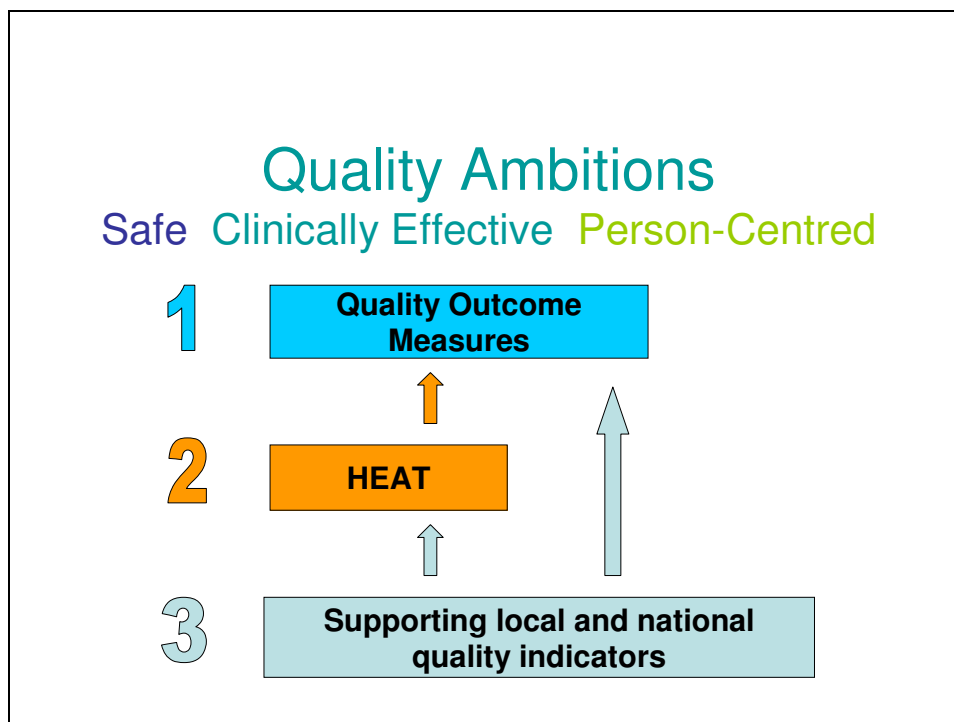 Quality Ambitions
Safe Clinically Effective Person-Centred
1
Quality Outcome
Measures
2
HEAT
3
Supporting local and national
quality indicators